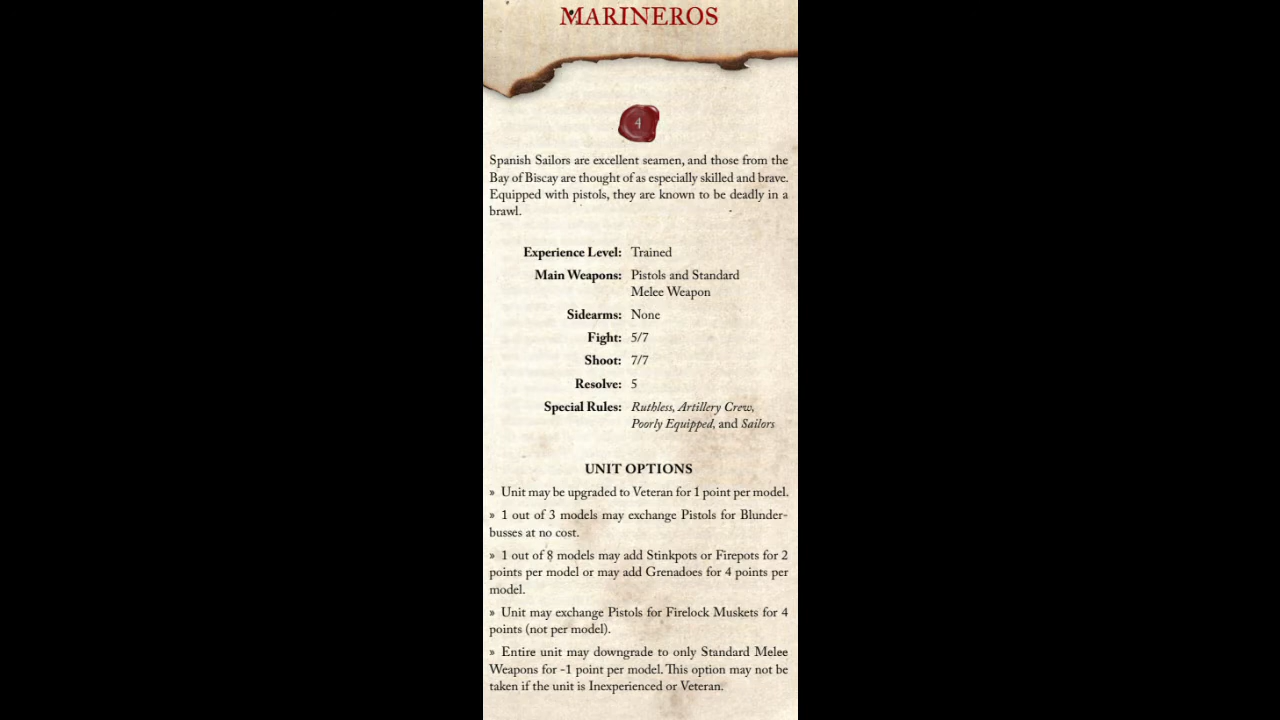 MARINEROS
4
Spanish Sailors are excellent seamen, and those from the
Bay of Biscay are thought of as especially skilled and brave.
Equipped with pistols, they are known to be deadly in a
brawl.
Experience Level: Trained
Main Weapons: Pistols and Standard
Melee Weapon
Sidearms: None
Fight: 5/7
Shoot: 7/7
Resolve: 5
Special Rules: Ruthless, Artillery Crew,
Poorly Equipped, and Sailors
UNIT OPTIONS
» Unit may be upgraded to Veteran for 1 point per model.
» 1 out of 3 models may exchange Pistols for Blunder-
busses at no cost.
» 1 out of 8 models may add Stinkpots or Firepots for 2
points per model or may add Grenadoes for 4 points per
model.
» Unit may exchange Pistols for Firelock Muskets for 4
points (not per model).
» Entire unit may downgrade to only Standard Melee
Weapons for -1 point per model. This option may not be
taken if the unit is Inexperienced or Veteran.